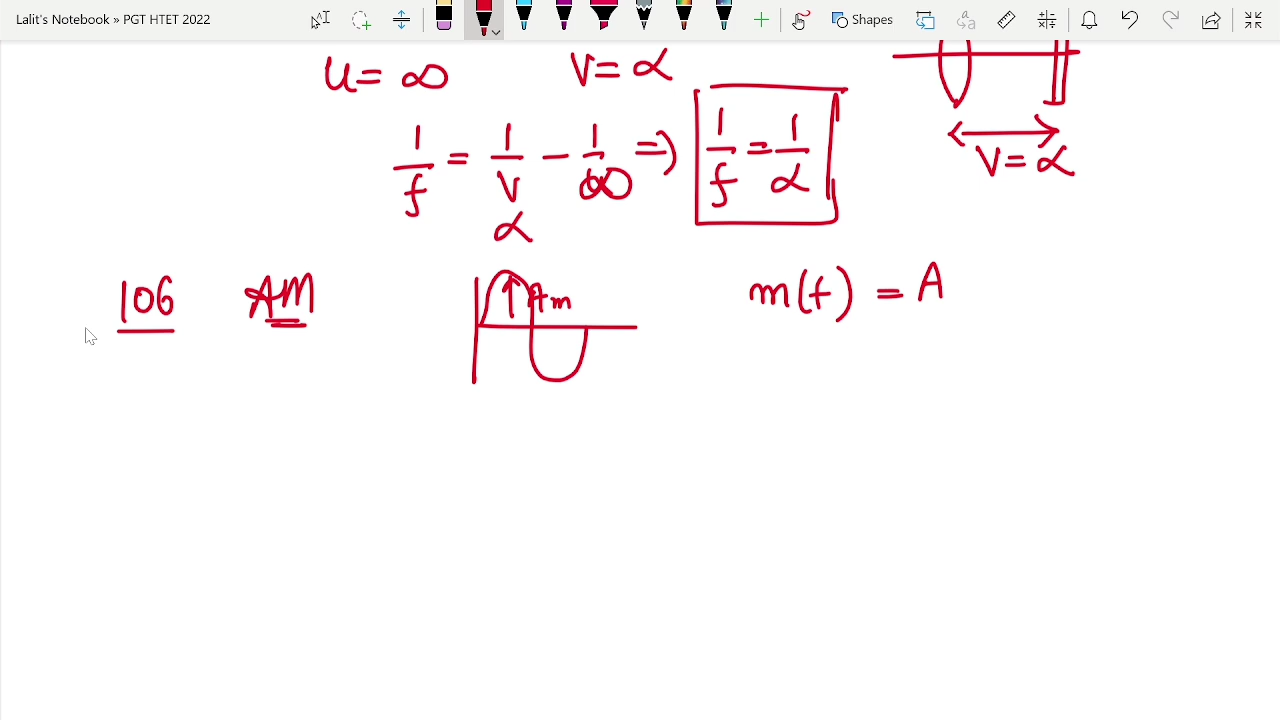 Lalit's Notebook » PGT HTET 2022
Shapes
u = ∞ v = α
1/f = 1/v - 1/∞ ⇒ 1/f = 1/α
α
v = α
106 AM Am m(t) = A